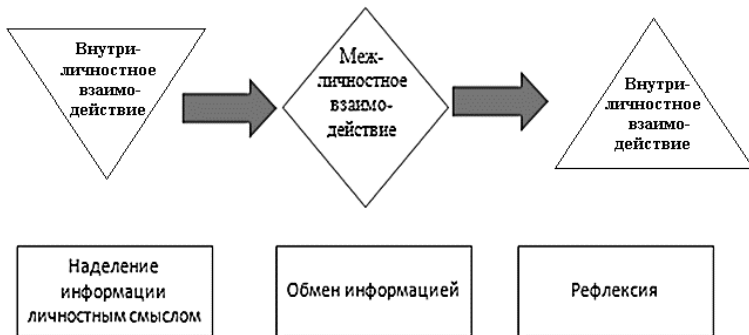 Внутри-
личностное
взаимо-
действие
Меж-
личностное
взаимо-
действие
Внутри-
личностное
взаимо-
действие
Наделение
информации
личностным смыслом
Обмен информацией
Рефлексия